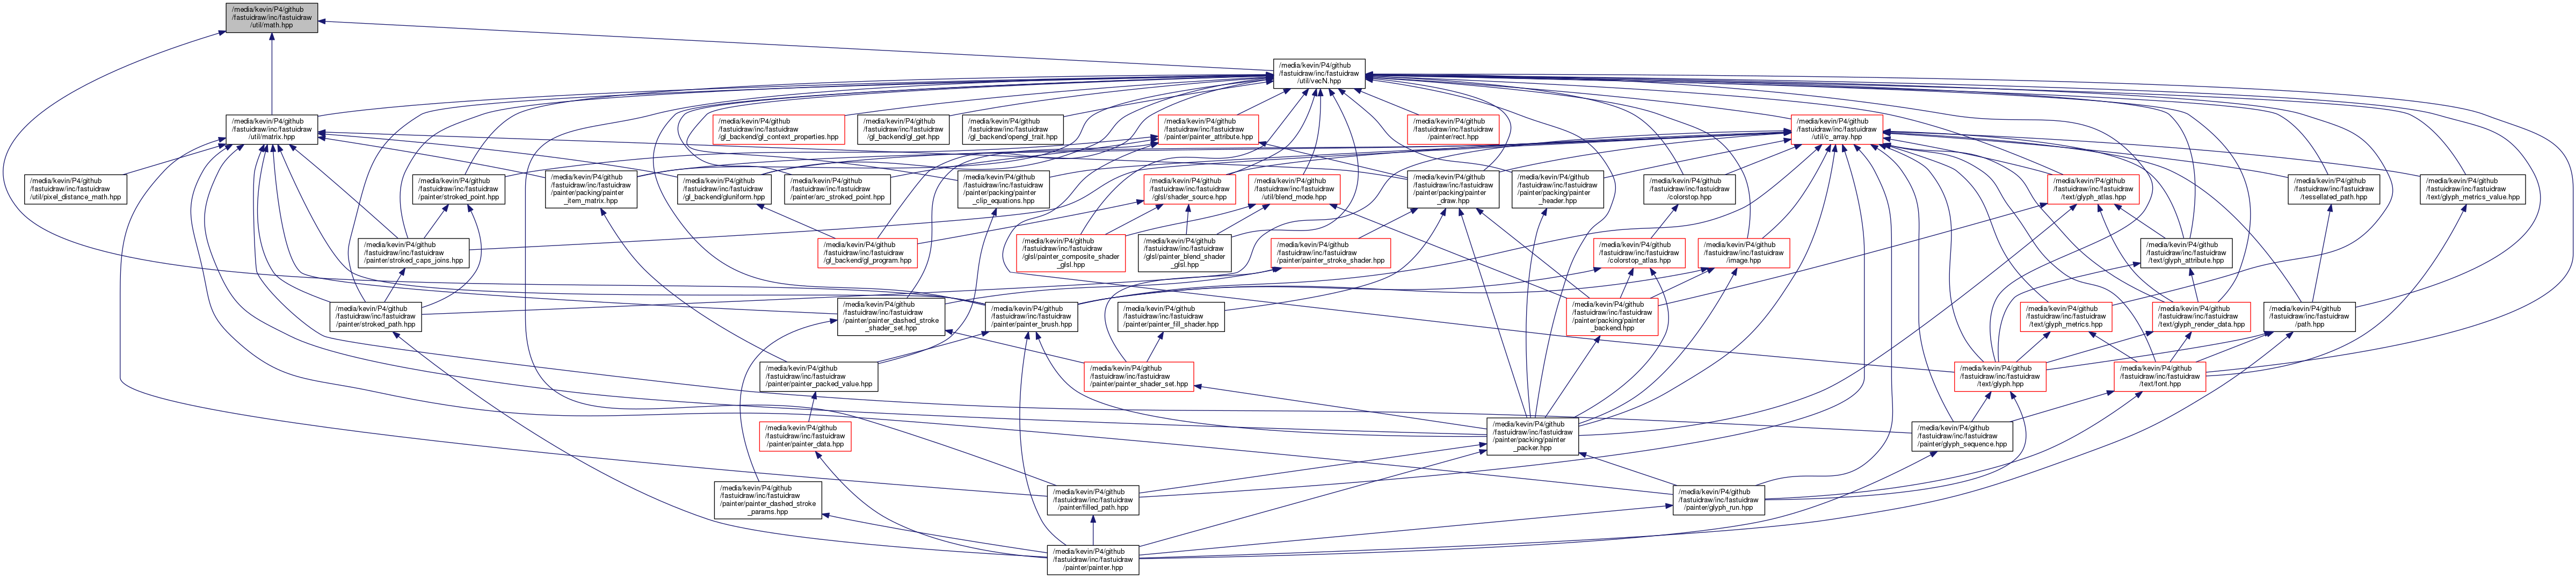 /media/kevin/P4/github
/fastuidraw/inc/fastuidraw
/util/math.hpp
/media/kevin/P4/github
/fastuidraw/inc/fastuidraw
/util/vecN.hpp
/media/kevin/P4/github
/fastuidraw/inc/fastuidraw
/util/matrix.hpp
/media/kevin/P4/github
/fastuidraw/inc/fastuidraw
/gl_backend/gl_context_properties.hpp
/media/kevin/P4/github
/fastuidraw/inc/fastuidraw
/gl_backend/gl_get.hpp
/media/kevin/P4/github
/fastuidraw/inc/fastuidraw
/gl_backend/opengl_trait.hpp
/media/kevin/P4/github
/fastuidraw/inc/fastuidraw
/painter/painter_attribute.hpp
/media/kevin/P4/github
/fastuidraw/inc/fastuidraw
/painter/rect.hpp
/media/kevin/P4/github
/fastuidraw/inc/fastuidraw
/util/c_array.hpp
/media/kevin/P4/github
/fastuidraw/inc/fastuidraw
/util/pixel_distance_math.hpp
/media/kevin/P4/github
/fastuidraw/inc/fastuidraw
/painter/stroked_point.hpp
/media/kevin/P4/github
/fastuidraw/inc/fastuidraw
/painter/packing/painter
_item_matrix.hpp
/media/kevin/P4/github
/fastuidraw/inc/fastuidraw
/gl_backend/gluniform.hpp
/media/kevin/P4/github
/fastuidraw/inc/fastuidraw
/painter/arc_stroked_point.hpp
/media/kevin/P4/github
/fastuidraw/inc/fastuidraw
/painter/packing/painter
_clip_equations.hpp
/media/kevin/P4/github
/fastuidraw/inc/fastuidraw
/glsl/shader_source.hpp
/media/kevin/P4/github
/fastuidraw/inc/fastuidraw
/util/blend_mode.hpp
/media/kevin/P4/github
/fastuidraw/inc/fastuidraw
/painter/packing/painter
_draw.hpp
/media/kevin/P4/github
/fastuidraw/inc/fastuidraw
/painter/packing/painter
_header.hpp
/media/kevin/P4/github
/fastuidraw/inc/fastuidraw
/colorstop.hpp
/media/kevin/P4/github
/fastuidraw/inc/fastuidraw
/text/glyph_atlas.hpp
/media/kevin/P4/github
/fastuidraw/inc/fastuidraw
/tessellated_path.hpp
/media/kevin/P4/github
/fastuidraw/inc/fastuidraw
/text/glyph_metrics_value.hpp
/media/kevin/P4/github
/fastuidraw/inc/fastuidraw
/painter/stroked_caps_joins.hpp
/media/kevin/P4/github
/fastuidraw/inc/fastuidraw
/gl_backend/gl_program.hpp
/media/kevin/P4/github
/fastuidraw/inc/fastuidraw
/glsl/painter_composite_shader
_glsl.hpp
/media/kevin/P4/github
/fastuidraw/inc/fastuidraw
/glsl/painter_blend_shader
_glsl.hpp
/media/kevin/P4/github
/fastuidraw/inc/fastuidraw
/painter/painter_stroke_shader.hpp
/media/kevin/P4/github
/fastuidraw/inc/fastuidraw
/colorstop_atlas.hpp
/media/kevin/P4/github
/fastuidraw/inc/fastuidraw
/image.hpp
/media/kevin/P4/github
/fastuidraw/inc/fastuidraw
/text/glyph_attribute.hpp
/media/kevin/P4/github
/fastuidraw/inc/fastuidraw
/painter/stroked_path.hpp
/media/kevin/P4/github
/fastuidraw/inc/fastuidraw
/painter/painter_dashed_stroke
_shader_set.hpp
/media/kevin/P4/github
/fastuidraw/inc/fastuidraw
/painter/painter_brush.hpp
/media/kevin/P4/github
/fastuidraw/inc/fastuidraw
/painter/painter_fill_shader.hpp
/media/kevin/P4/github
/fastuidraw/inc/fastuidraw
/painter/packing/painter
_backend.hpp
/media/kevin/P4/github
/fastuidraw/inc/fastuidraw
/text/glyph_metrics.hpp
/media/kevin/P4/github
/fastuidraw/inc/fastuidraw
/text/glyph_render_data.hpp
/media/kevin/P4/github
/fastuidraw/inc/fastuidraw
/path.hpp
/media/kevin/P4/github
/fastuidraw/inc/fastuidraw
/painter/painter_packed_value.hpp
/media/kevin/P4/github
/fastuidraw/inc/fastuidraw
/painter/painter_shader_set.hpp
/media/kevin/P4/github
/fastuidraw/inc/fastuidraw
/text/glyph.hpp
/media/kevin/P4/github
/fastuidraw/inc/fastuidraw
/text/font.hpp
/media/kevin/P4/github
/fastuidraw/inc/fastuidraw
/painter/painter_data.hpp
/media/kevin/P4/github
/fastuidraw/inc/fastuidraw
/painter/packing/painter
_packer.hpp
/media/kevin/P4/github
/fastuidraw/inc/fastuidraw
/painter/glyph_sequence.hpp
/media/kevin/P4/github
/fastuidraw/inc/fastuidraw
/painter/painter_dashed_stroke
_params.hpp
/media/kevin/P4/github
/fastuidraw/inc/fastuidraw
/painter/filled_path.hpp
/media/kevin/P4/github
/fastuidraw/inc/fastuidraw
/painter/glyph_run.hpp
/media/kevin/P4/github
/fastuidraw/inc/fastuidraw
/painter/painter.hpp